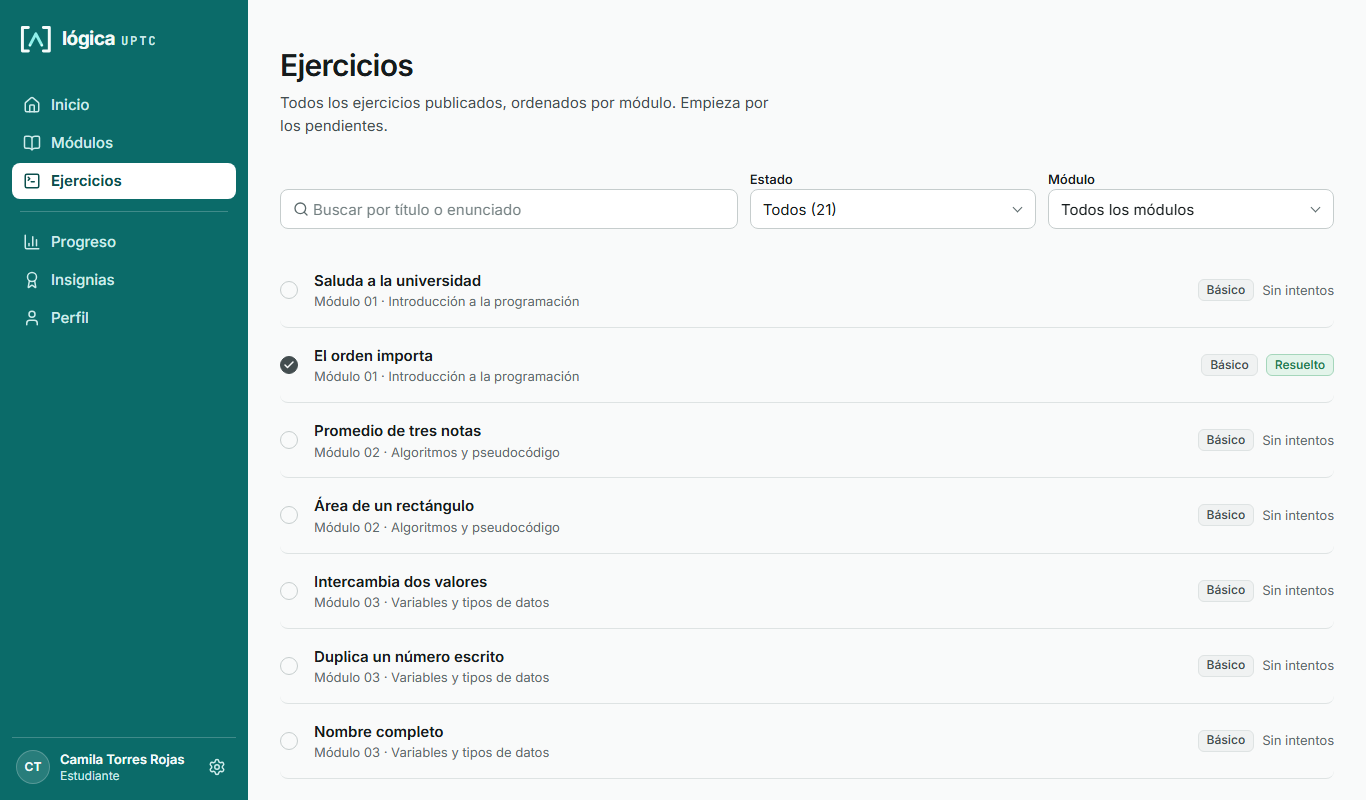 lógica UPTC
Inicio
Módulos
Ejercicios
Progreso
Insignias
Perfil
CT
Camila Torres Rojas
Estudiante
Ejercicios
Todos los ejercicios publicados, ordenados por módulo. Empieza por
los pendientes.
Buscar por título o enunciado
Estado
Todos (21)
Módulo
Todos los módulos
Saluda a la universidad
Módulo 01 · Introducción a la programación
Básico Sin intentos
El orden importa
Módulo 01 · Introducción a la programación
Básico Resuelto
Promedio de tres notas
Módulo 02 · Algoritmos y pseudocódigo
Básico Sin intentos
Área de un rectángulo
Módulo 02 · Algoritmos y pseudocódigo
Básico Sin intentos
Intercambia dos valores
Módulo 03 · Variables y tipos de datos
Básico Sin intentos
Duplica un número escrito
Módulo 03 · Variables y tipos de datos
Básico Sin intentos
Nombre completo
Módulo 03 · Variables y tipos de datos
Básico Sin intentos